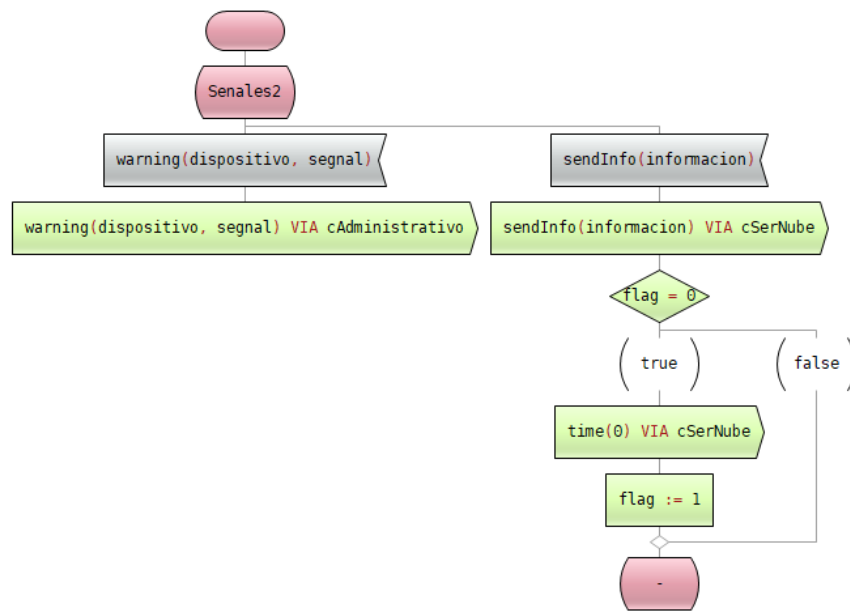 Senales2
warning(dispositivo, segnal)
sendInfo(informacion)
warning(dispositivo, segnal) VIA cAdministrativo
sendInfo(informacion) VIA cSerNube
flag = 0
true
false
time(0) VIA cSerNube
flag := 1
-